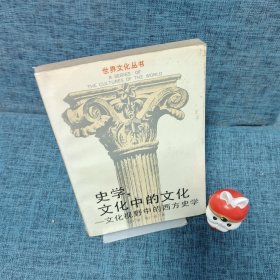 世界文化丛书
A SERIES OF
THE CULTURES OF THE WORLD
史学：
文化中的文化
—文化视野中的西方史学